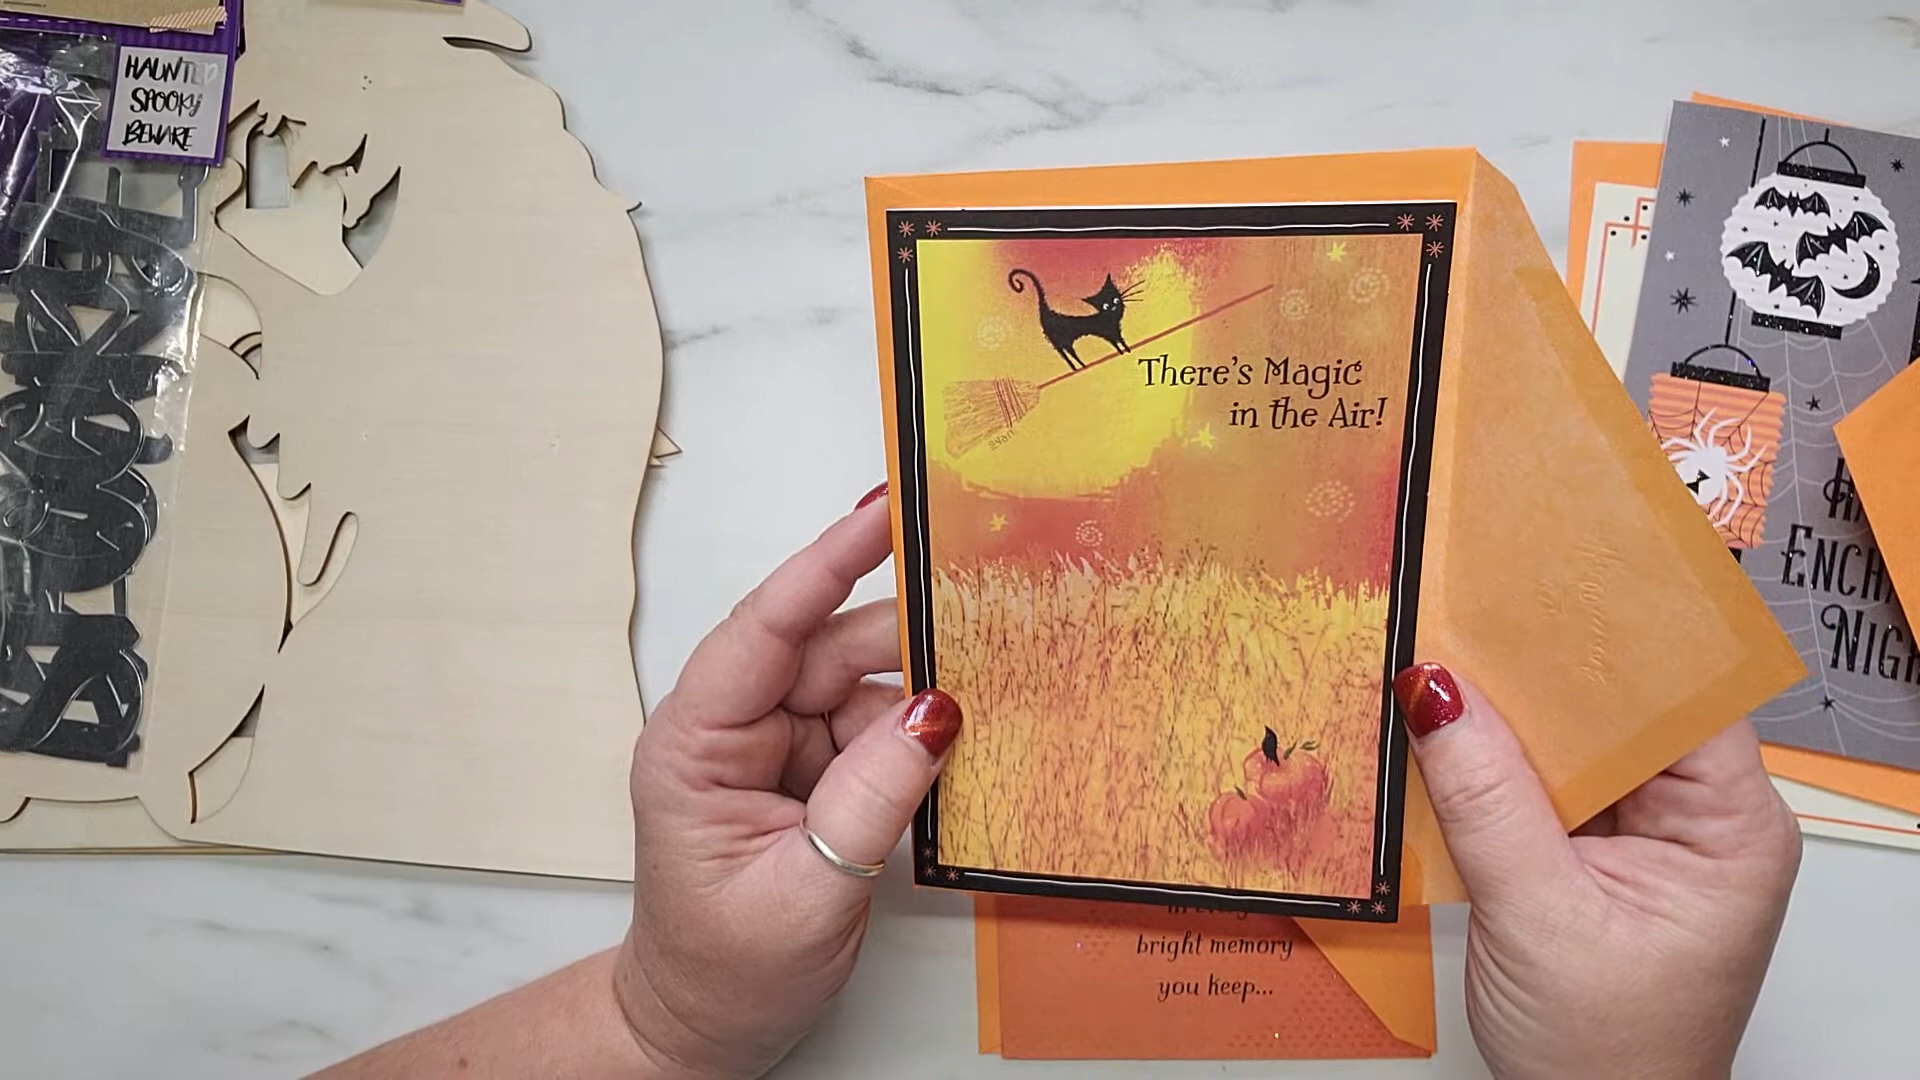 HAUNTED
SPOOKY
BEWARE
There's Magic
in the Air!
bright memory
you keep...
ENCH
NIGH